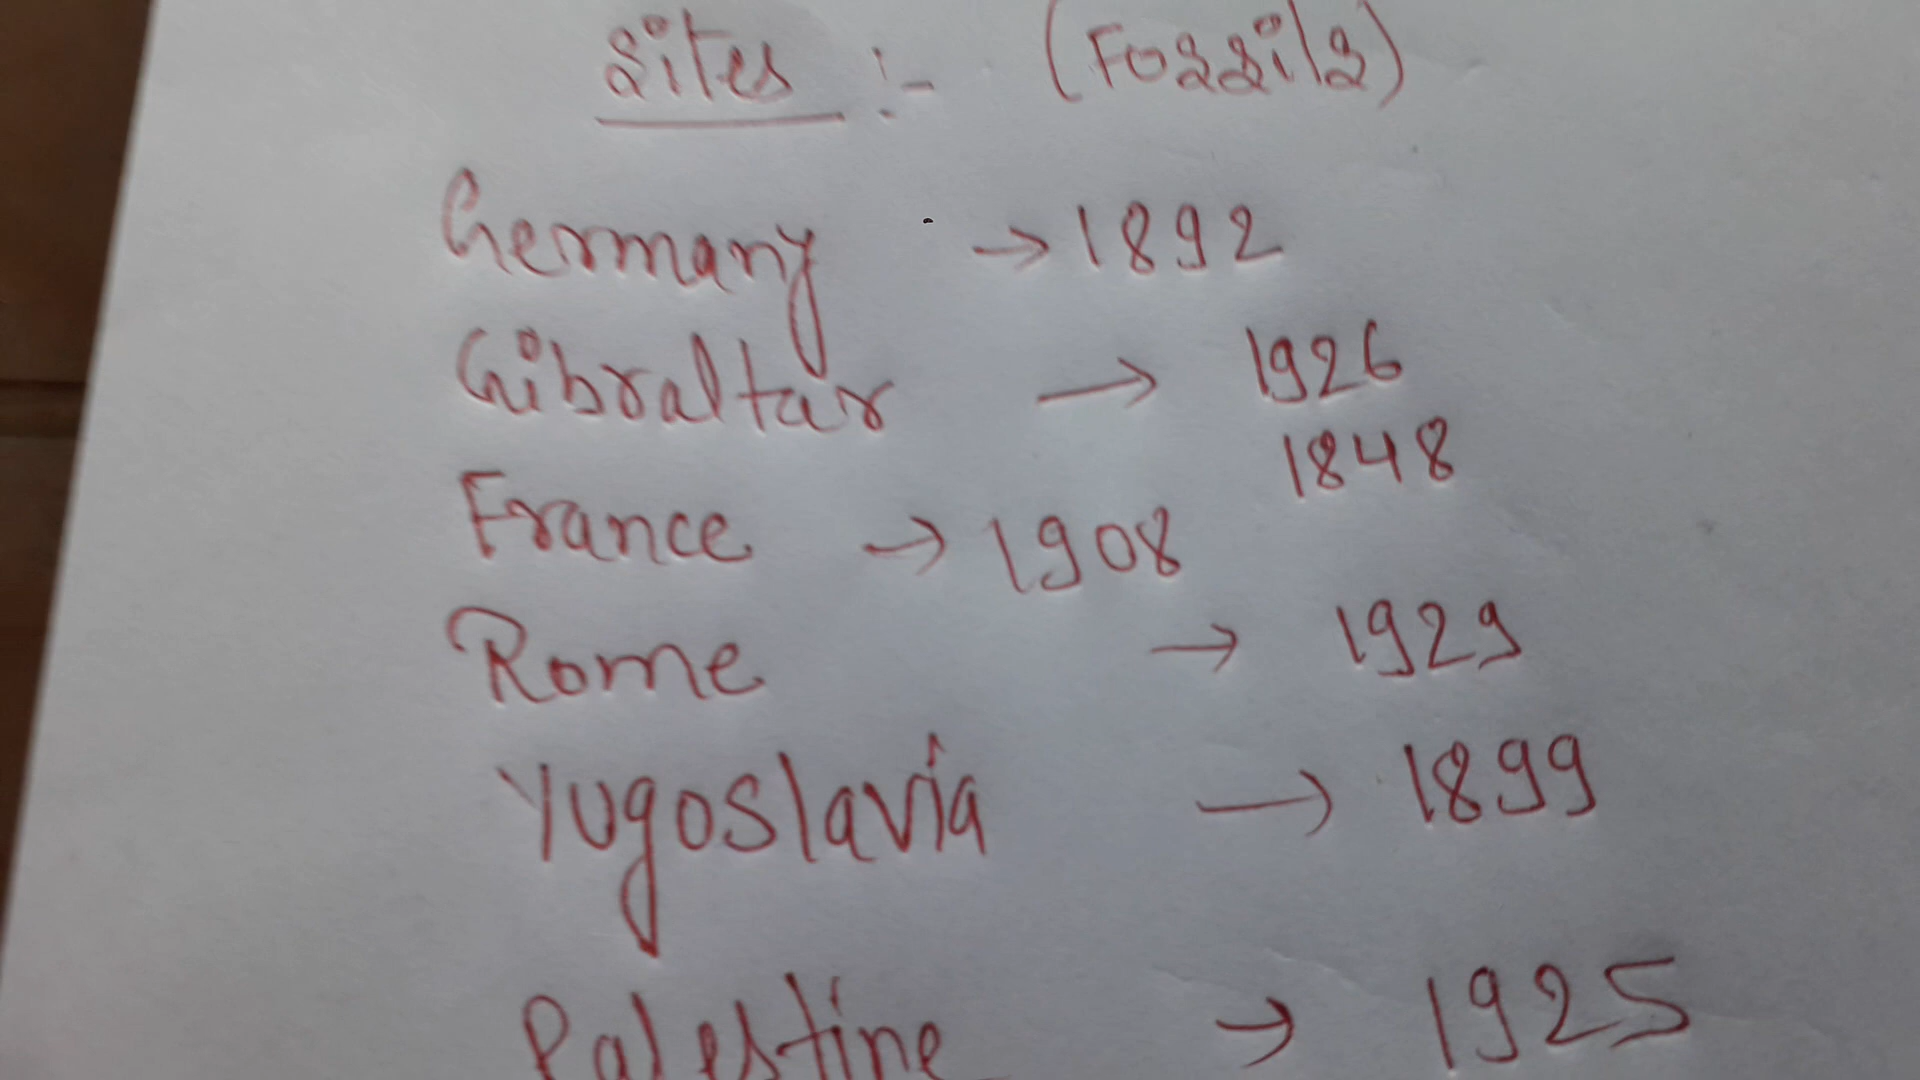 Sites :- (Fossils)
Germany → 1892
Gibraltar → 1926
1848
France → 1908
Rome → 1929
Yugoslavia → 1899
Palestine → 1925